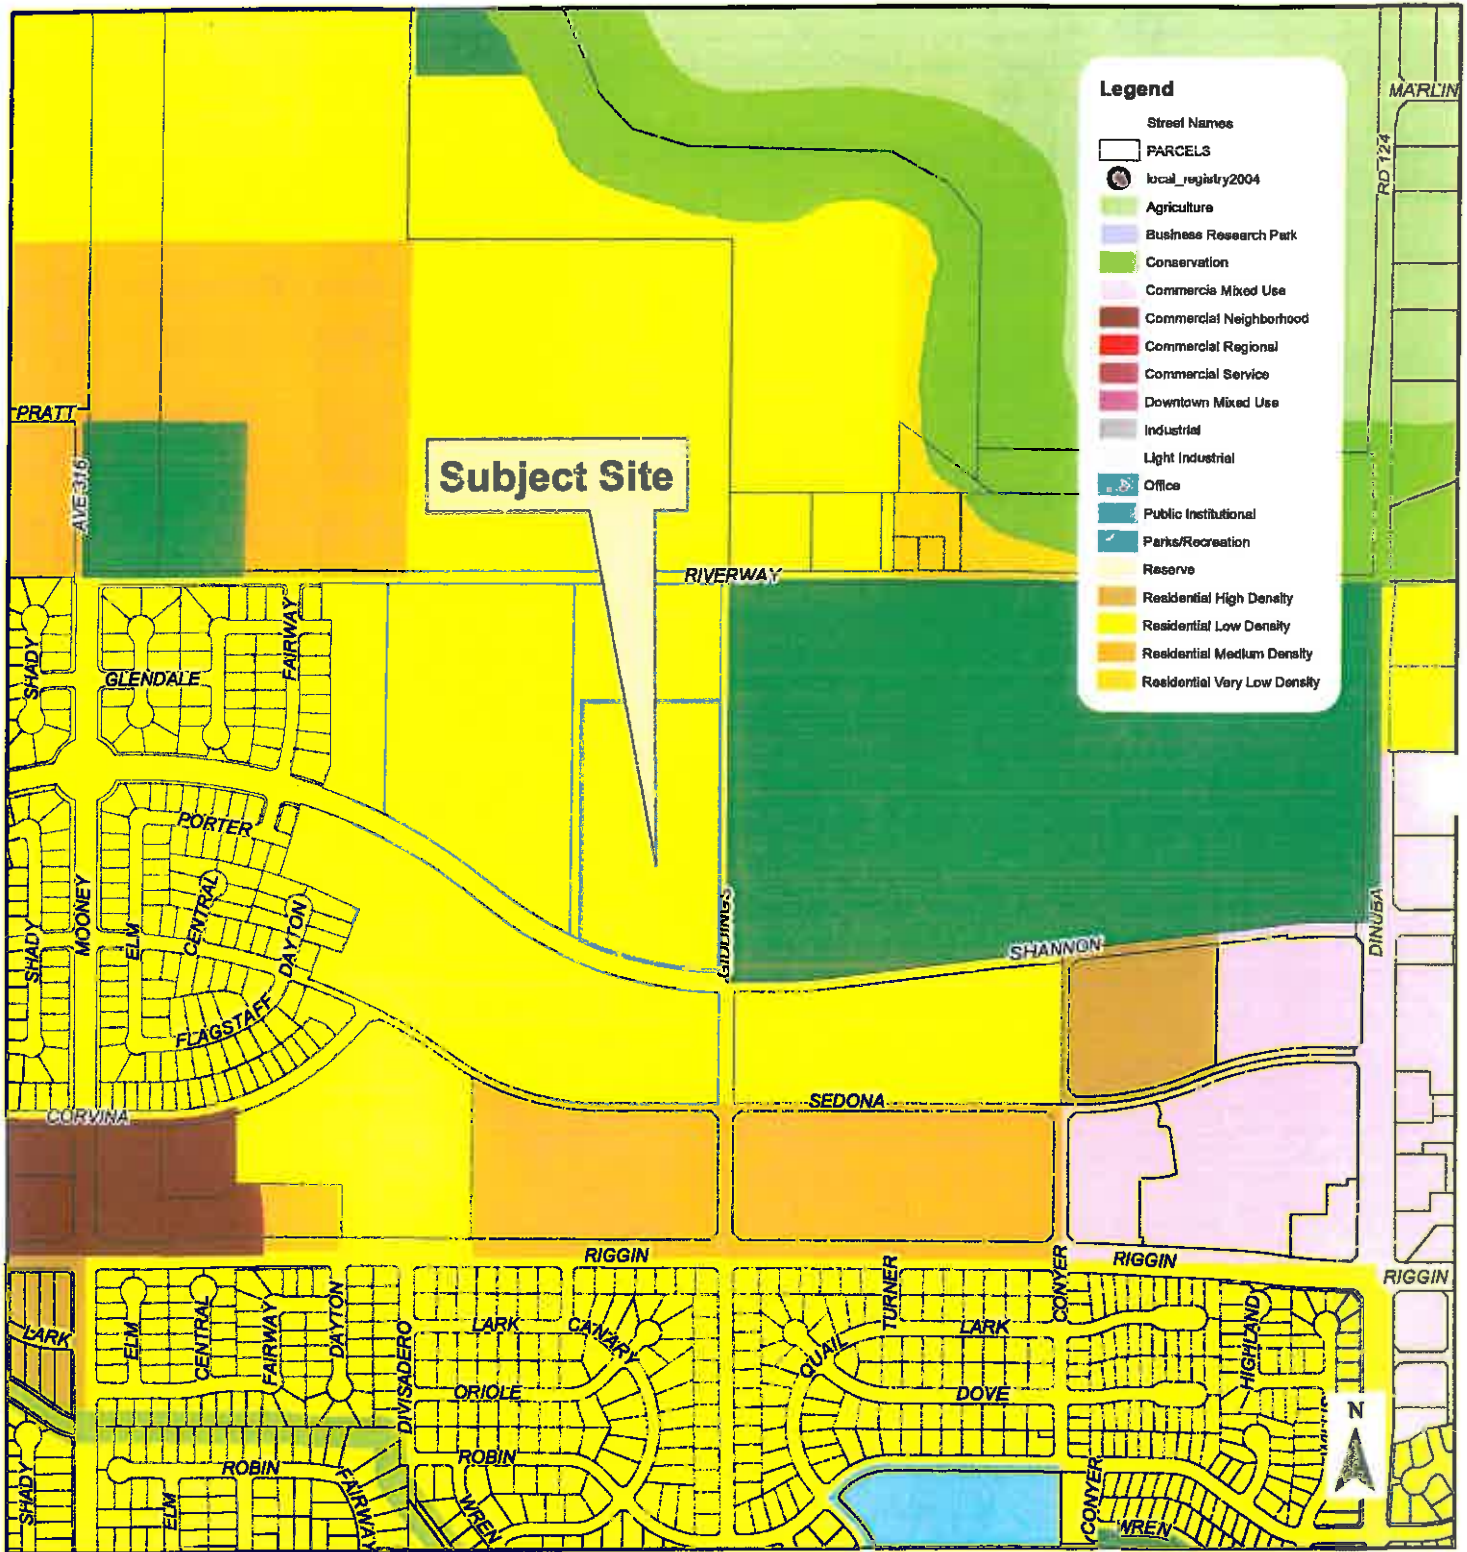 Legend
Street Names
PARCELS
local_registry2004
Agriculture
Business Research Park
Conservation
Commercia Mixed Use
Commercial Neighborhood
Commercial Regional
Commercial Service
Downtown Mixed Use
Industrial
Light Industrial
Office
Public Institutional
Parks/Recreation
Reserve
Residential High Density
Residential Low Density
Residential Medium Density
Residential Very Low Density
MARLIN
RD 124
PRATT
AVE 316
Subject Site
RIVERWAY
SHADY
GLENDALE
FAIRWAY
PORTER
SHADY
MOONEY
ELM
CENTRAL
DAYTON
FLAGSTAFF
GIDDINGS
SHANNON
DINUBA
CORVINA
SEDONA
RIGGIN
CONYER
RIGGIN
RIGGIN
LARK
ELM
CENTRAL
FAIRWAY
DAYTON
DIVISADERO
LARK
CANARY
TURNER
QUAIL
LARK
HIGHLAND
ORIOLE
DOVE
N
SHADY
ROBIN
ELM
FAIRWAY
ROBIN
WREN
CONYER
WREN